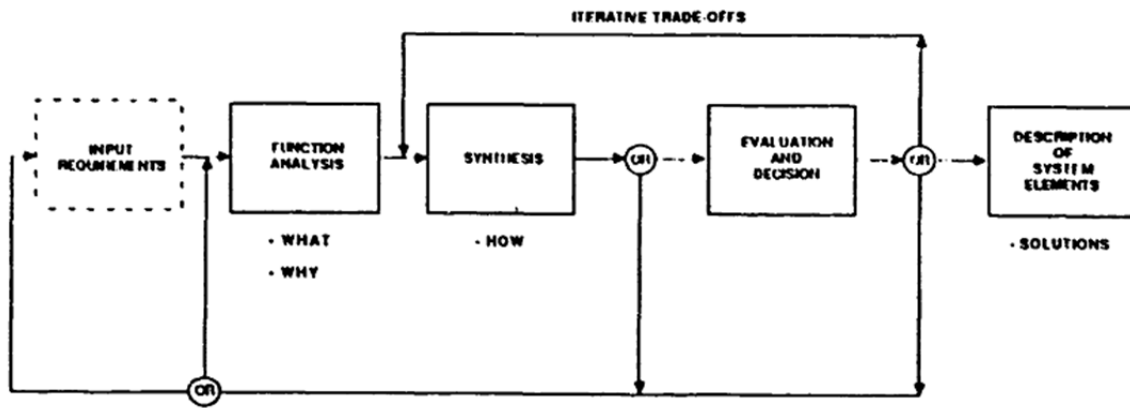 ITERATIVE TRADE-OFFS
INPUT
REQUIREMENTS
FUNCTION
ANALYSIS
SYNTHESIS
OR
EVALUATION
AND
DECISION
OR
DESCRIPTION
OF
SYSTEM
ELEMENTS
- WHAT
- WHY
- HOW
- SOLUTIONS
OR